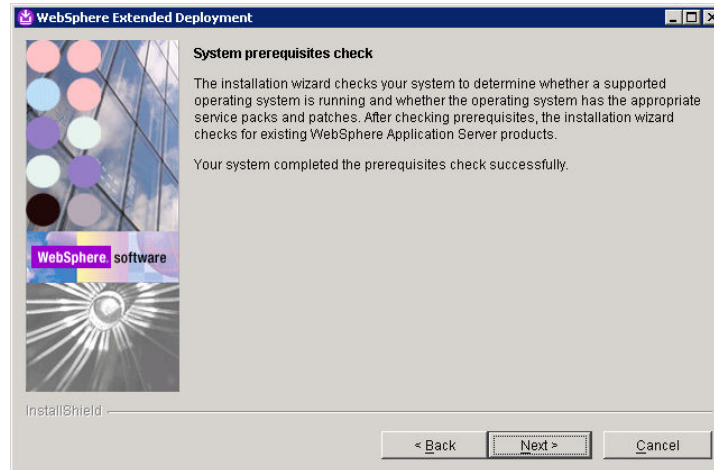 WebSphere Extended Deployment
System prerequisites check
The installation wizard checks your system to determine whether a supported
operating system is running and whether the operating system has the appropriate
service packs and patches. After checking prerequisites, the installation wizard
checks for existing WebSphere Application Server products.
Your system completed the prerequisites check successfully.
WebSphere. software
InstallShield
< Back
Next >
Cancel